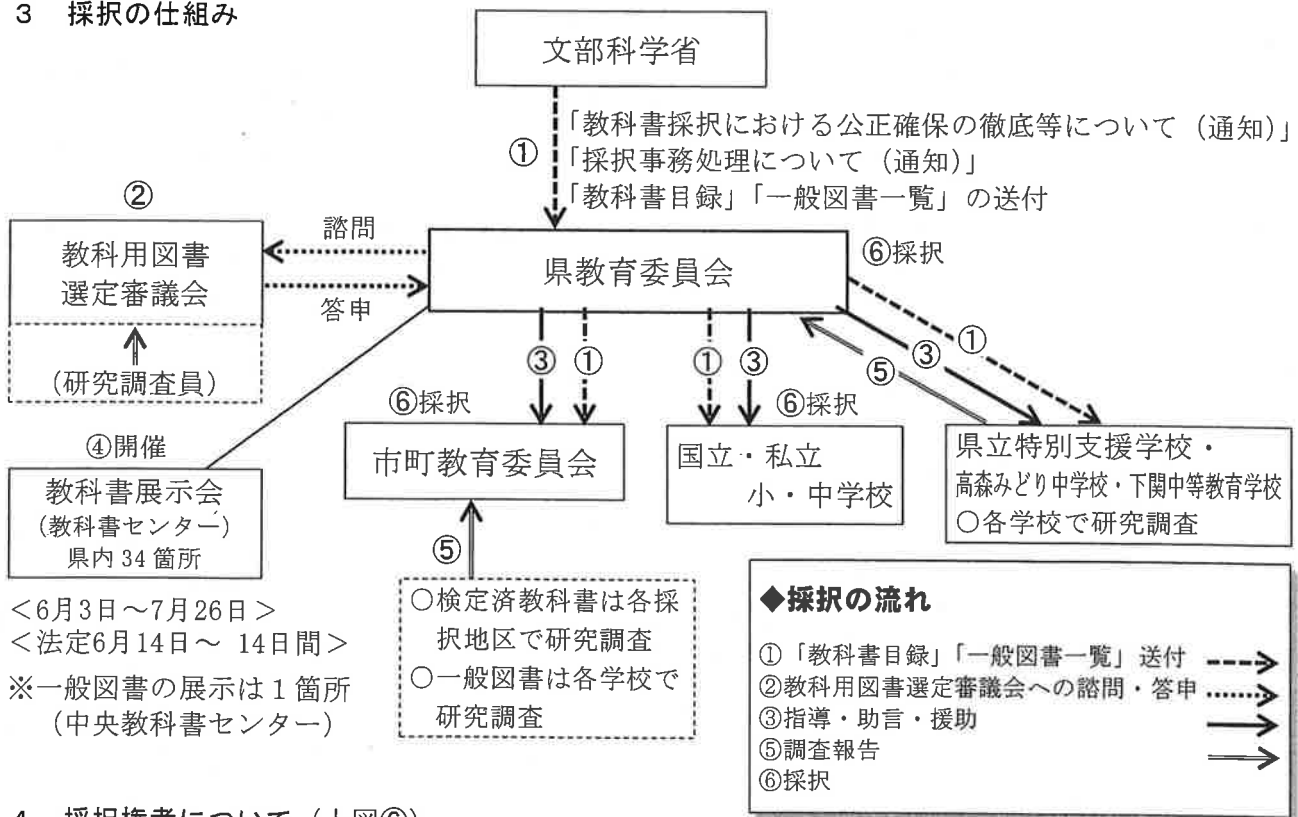 3 採択の仕組み
文部科学省
①
「教科書採択における公正確保の徹底等について（通知）」
「採択事務処理について（通知）」
「教科書目録」「一般図書一覧」の送付
②
教科用図書
選定審議会
(研究調査員)
諮問
答申
県教育委員会
⑥採択
③
①
①
③
⑤
③
①
④開催
教科書展示会
(教科書センター)
県内 34 箇所
＜6月3日～7月26日＞
＜法定6月14日～ 14日間＞
※一般図書の展示は1箇所
(中央教科書センター)
⑥採択
市町教育委員会
⑤
○検定済教科書は各採
択地区で研究調査
○一般図書は各学校で
研究調査
⑥採択
国立・私立
小・中学校
県立特別支援学校・
高森みどり中学校・下関中等教育学校
○各学校で研究調査
◆採択の流れ
①「教科書目録」「一般図書一覧」送付
②教科用図書選定審議会への諮問・答申
③指導・助言・援助
⑤調査報告
⑥採択